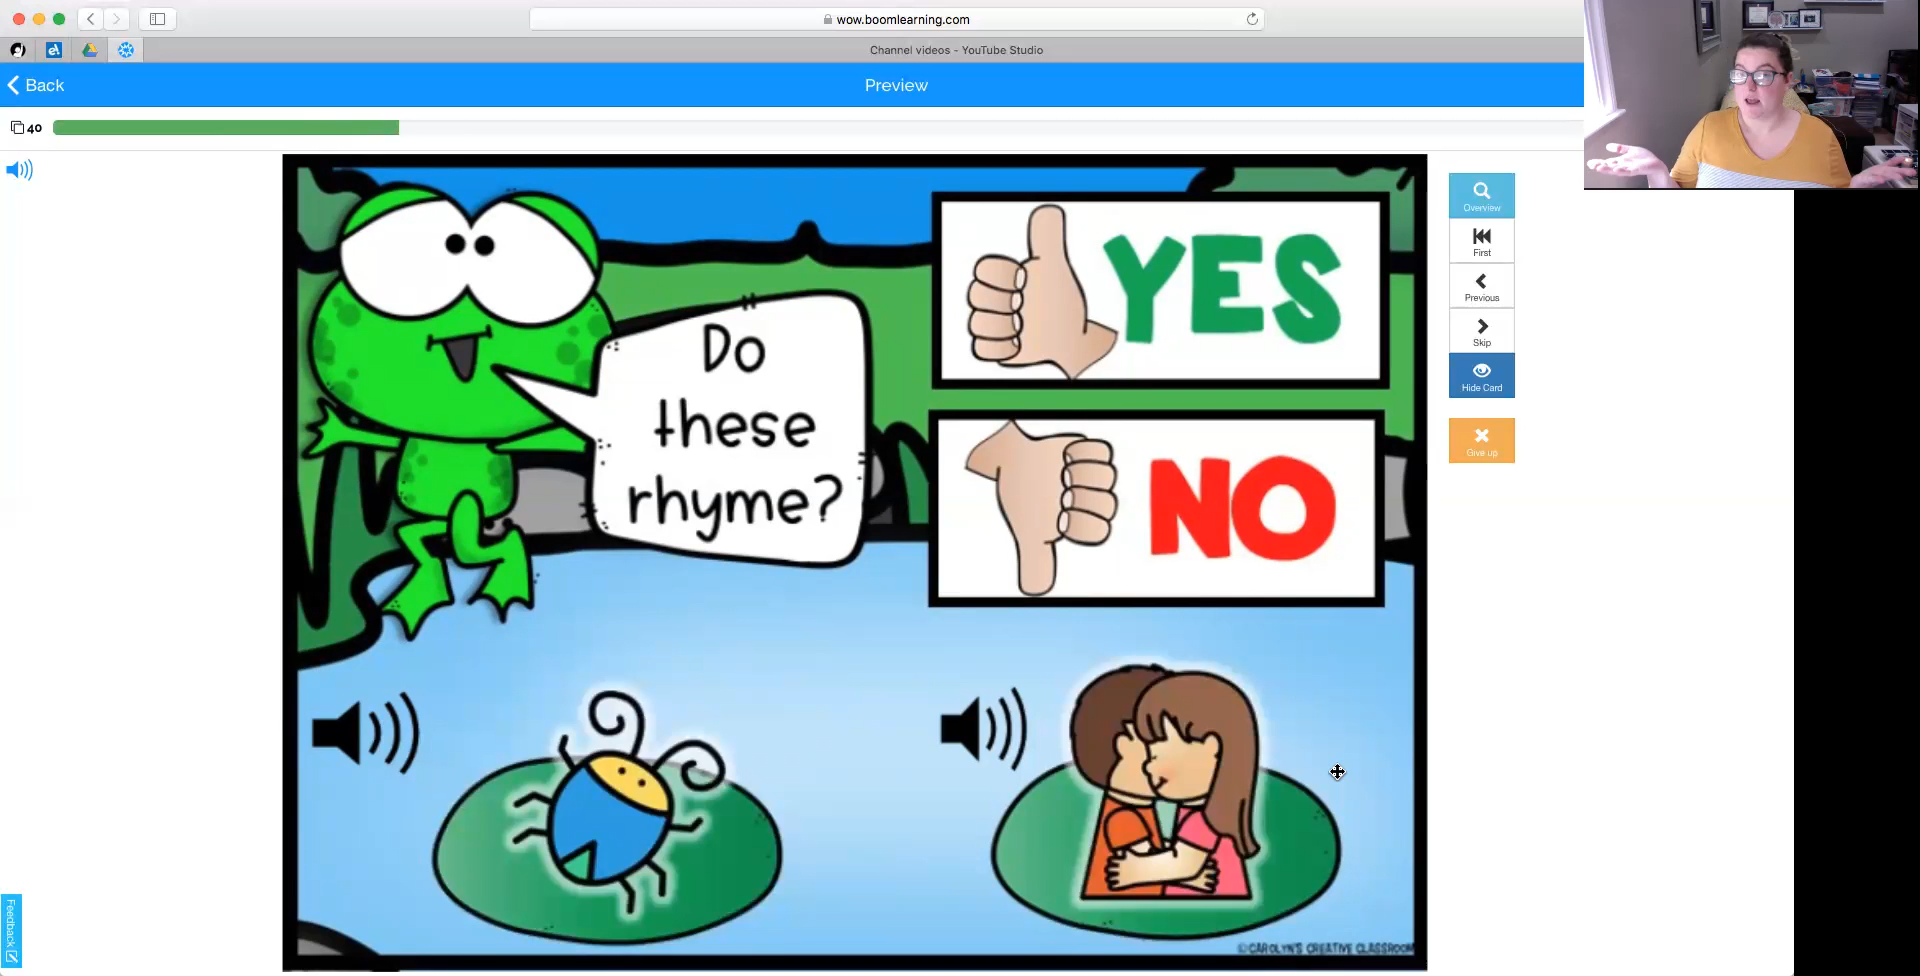 wow.boomlearning.com
Channel videos - YouTube Studio
Back
Preview
40
Overview
First
Previous
Skip
Hide Card
Give up
YES
Do
these
rhyme?
NO
©CAROLYN'S CREATIVE CLASSROOM
Feedback